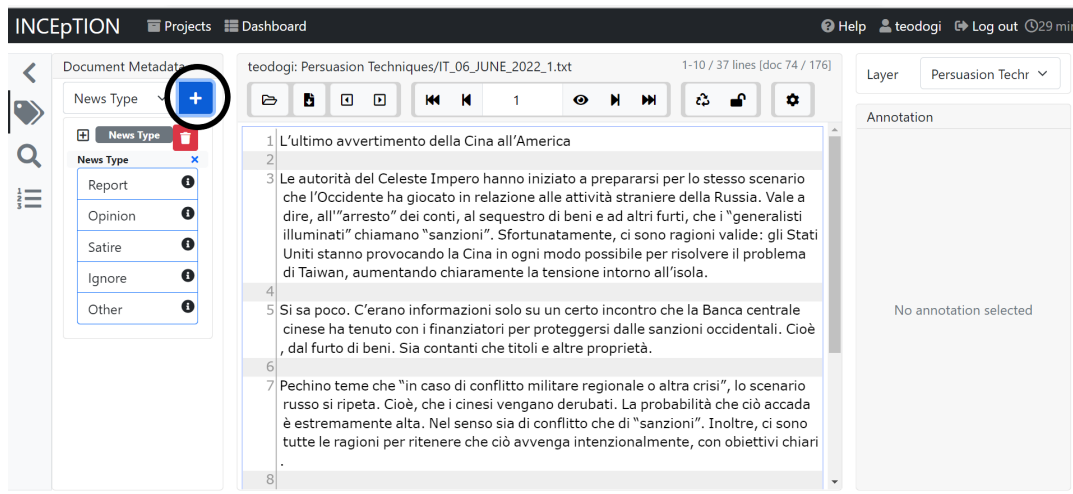 INCEpTION Projects Dashboard Help teodogi Log out 29 min
Document Metadata
News Type
News Type
News Type
Report
Opinion
Satire
Ignore
Other
teodogi: Persuasion Techniques/IT_06_JUNE_2022_1.txt 1-10 / 37 lines [doc 74 / 176]
1
1 L’ultimo avvertimento della Cina all’America
2
3 Le autorità del Celeste Impero hanno iniziato a prepararsi per lo stesso scenario
che l’Occidente ha giocato in relazione alle attività straniere della Russia. Vale a
dire, all'”arresto” dei conti, al sequestro di beni e ad altri furti, che i “generalisti
illuminati” chiamano “sanzioni”. Sfortunatamente, ci sono ragioni valide: gli Stati
Uniti stanno provocando la Cina in ogni modo possibile per risolvere il problema
di Taiwan, aumentando chiaramente la tensione intorno all’isola.
4
5 Si sa poco. C’erano informazioni solo su un certo incontro che la Banca centrale
cinese ha tenuto con i finanziatori per proteggersi dalle sanzioni occidentali. Cioè
, dal furto di beni. Sia contanti che titoli e altre proprietà.
6
7 Pechino teme che “in caso di conflitto militare regionale o altra crisi”, lo scenario
russo si ripeta. Cioè, che i cinesi vengano derubati. La probabilità che ciò accada
è estremamente alta. Nel senso sia di conflitto che di “sanzioni”. Inoltre, ci sono
tutte le ragioni per ritenere che ciò avvenga intenzionalmente, con obiettivi chiari
.
8
Layer Persuasion Techr
Annotation
No annotation selected